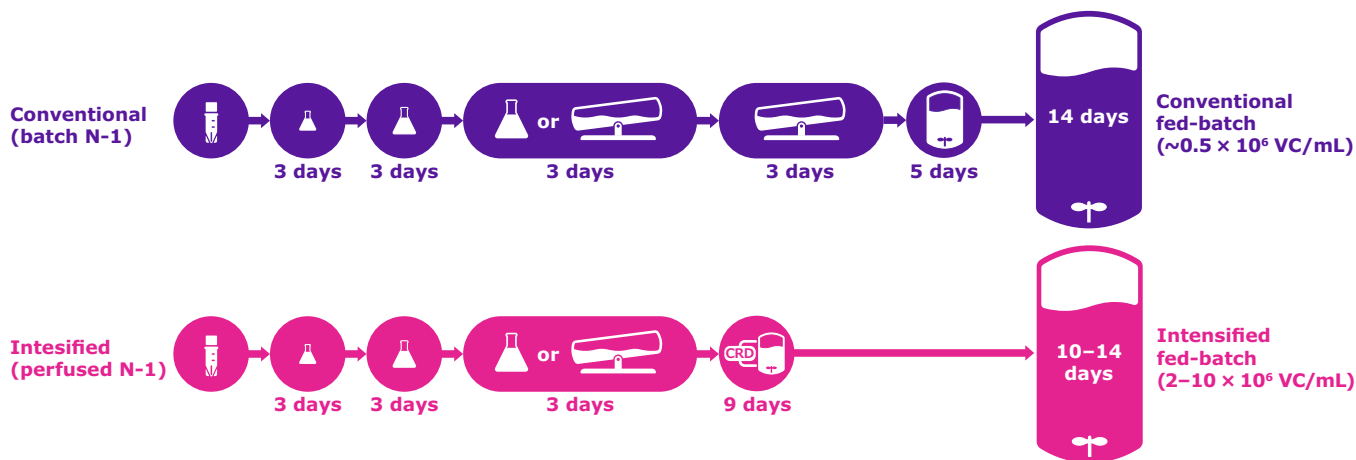 Conventional
(batch N-1)
or
3 days
3 days
3 days
3 days
5 days
14 days
Conventional
fed-batch
(~0.5 × 10⁶ VC/mL)
Intesified
(perfused N-1)
or
CRD
3 days
3 days
3 days
9 days
10–14
days
Intensified
fed-batch
(2–10 × 10⁶ VC/mL)